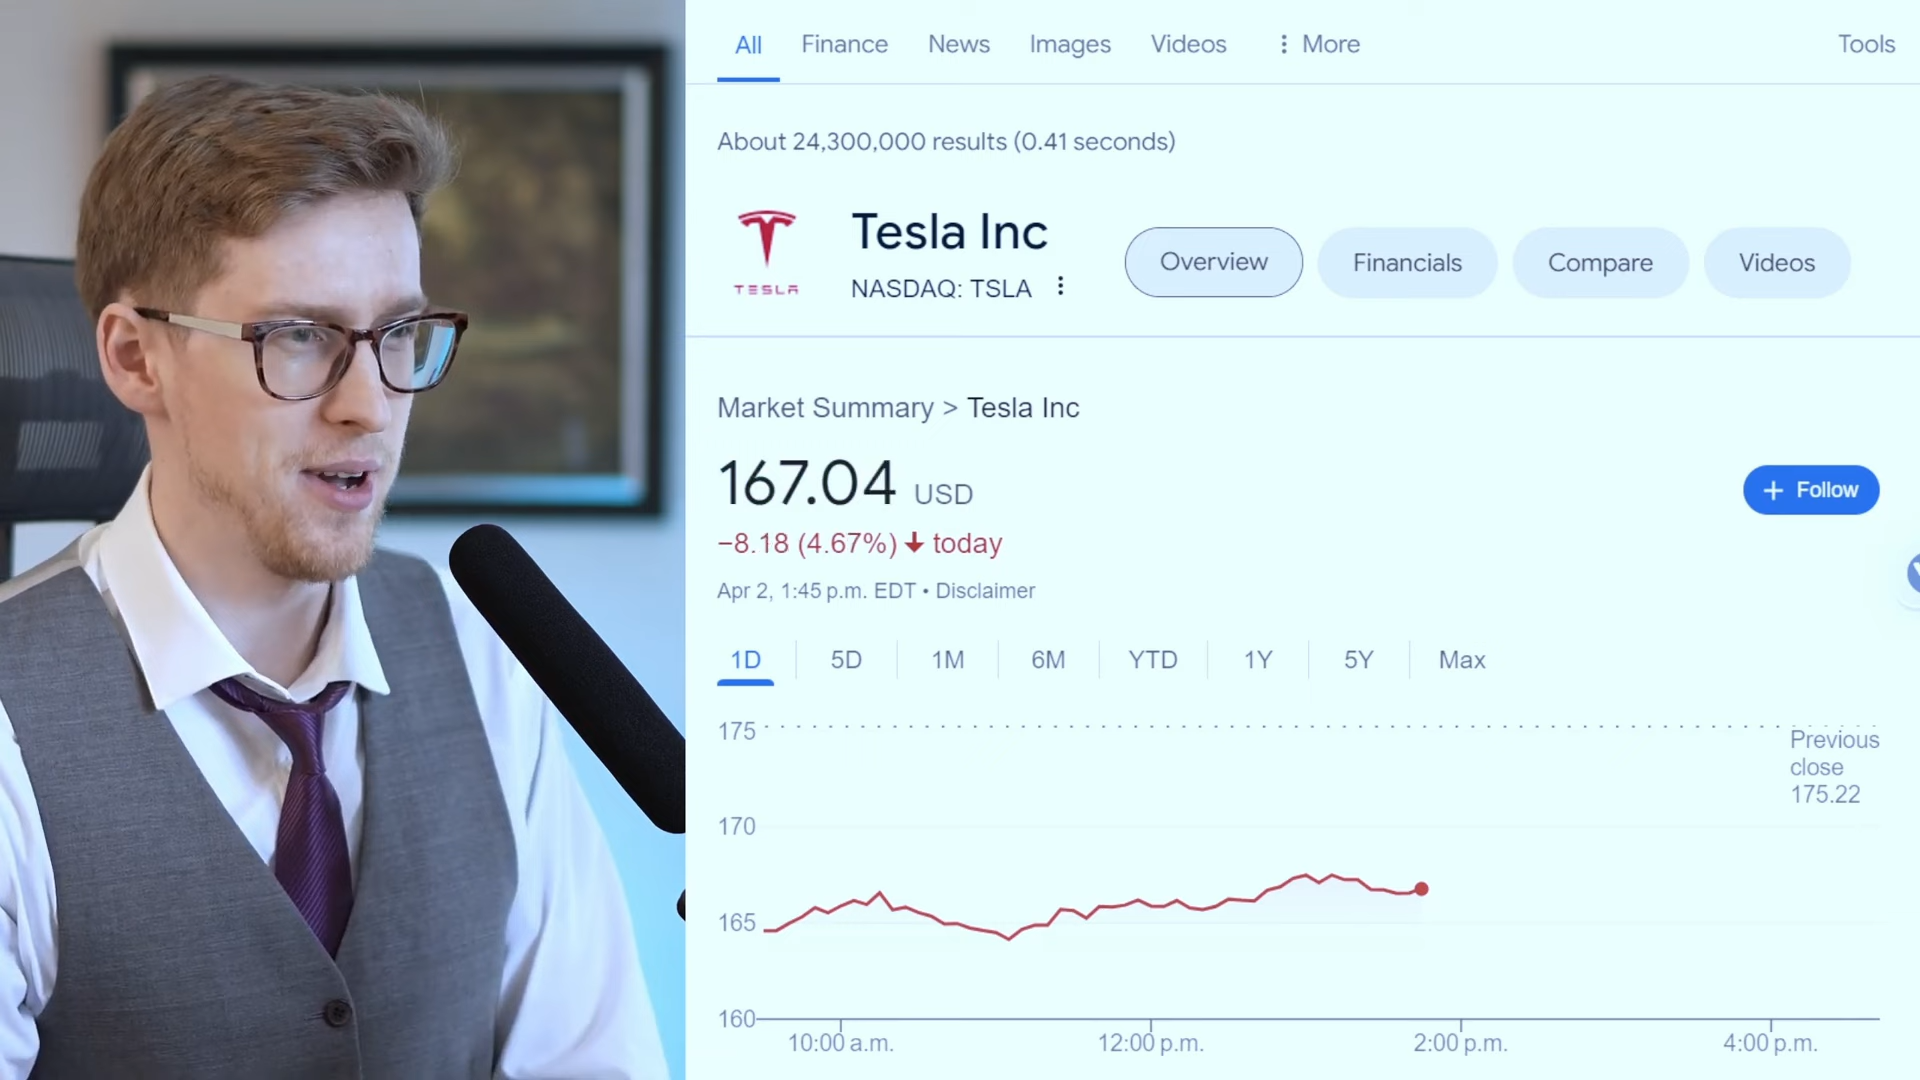 All Finance News Images Videos More Tools
About 24,300,000 results (0.41 seconds)
Tesla Inc
NASDAQ: TSLA
TESLA
Overview Financials Compare Videos
Market Summary > Tesla Inc
167.04 USD
+ Follow
−8.18 (4.67%) today
Apr 2, 1:45 p.m. EDT • Disclaimer
1D 5D 1M 6M YTD 1Y 5Y Max
175
Previous
close
175.22
170
165
160
10:00 a.m. 12:00 p.m. 2:00 p.m. 4:00 p.m.